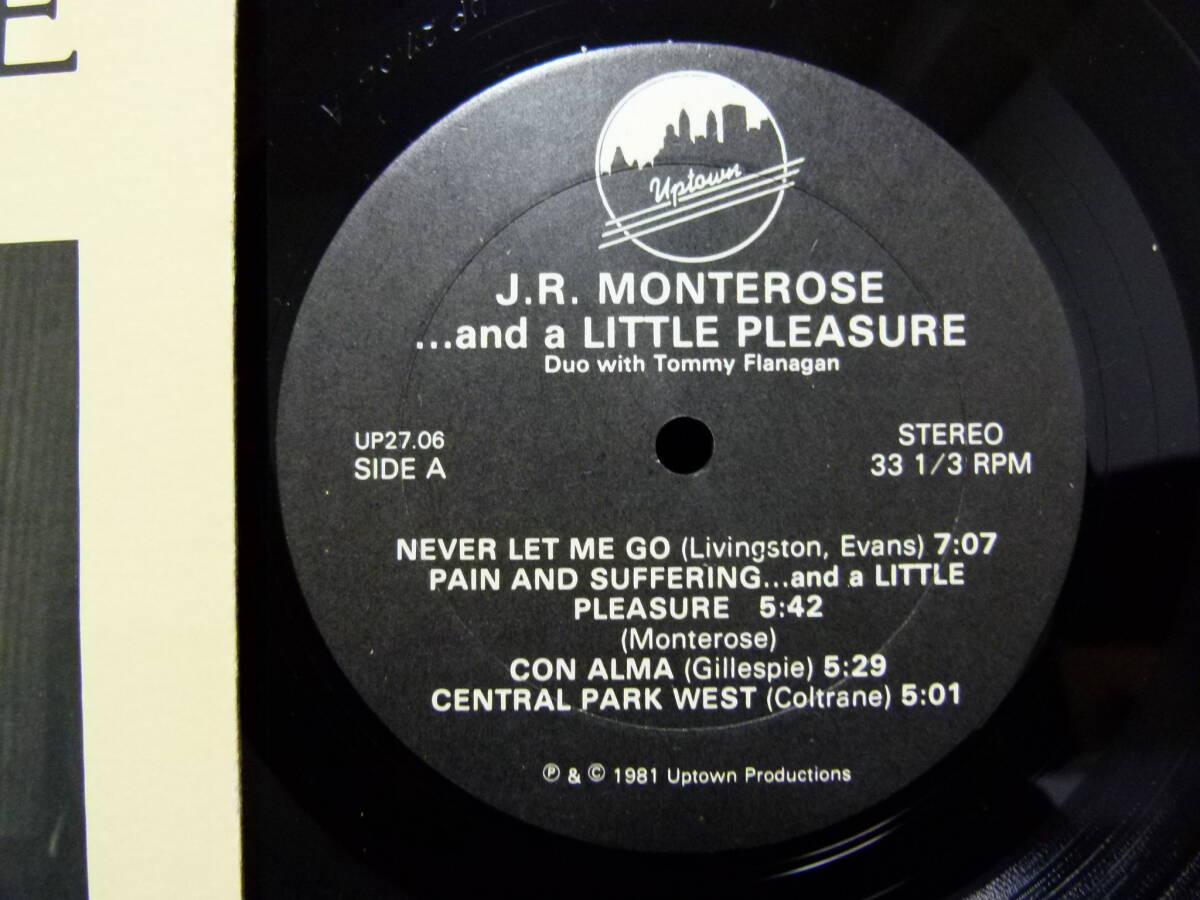 E
Uptown
J.R. MONTEROSE
...and a LITTLE PLEASURE
Duo with Tommy Flanagan
UP27.06
SIDE A
STEREO
33 1/3 RPM
NEVER LET ME GO (Livingston, Evans) 7:07
PAIN AND SUFFERING...and a LITTLE
PLEASURE 5:42
(Monterose)
CON ALMA (Gillespie) 5:29
CENTRAL PARK WEST (Coltrane) 5:01
℗ & © 1981 Uptown Productions